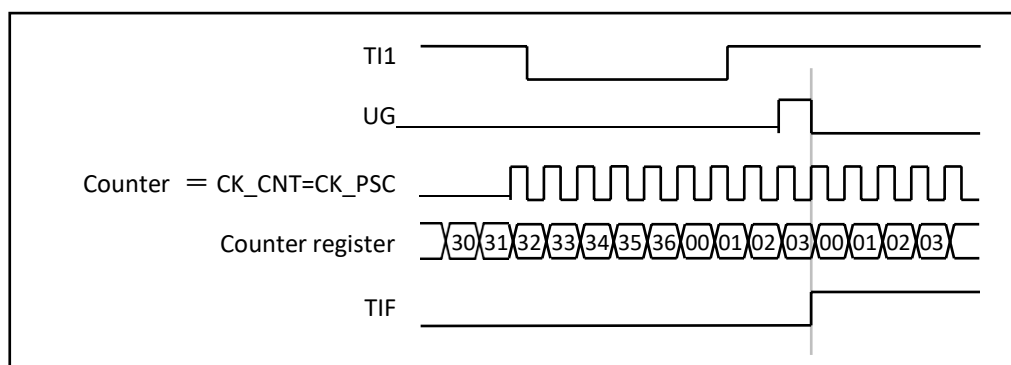 TI1
UG
Counter = CK_CNT=CK_PSC
Counter register 30 31 32 33 34 35 36 00 01 02 03 00 01 02 03
TIF